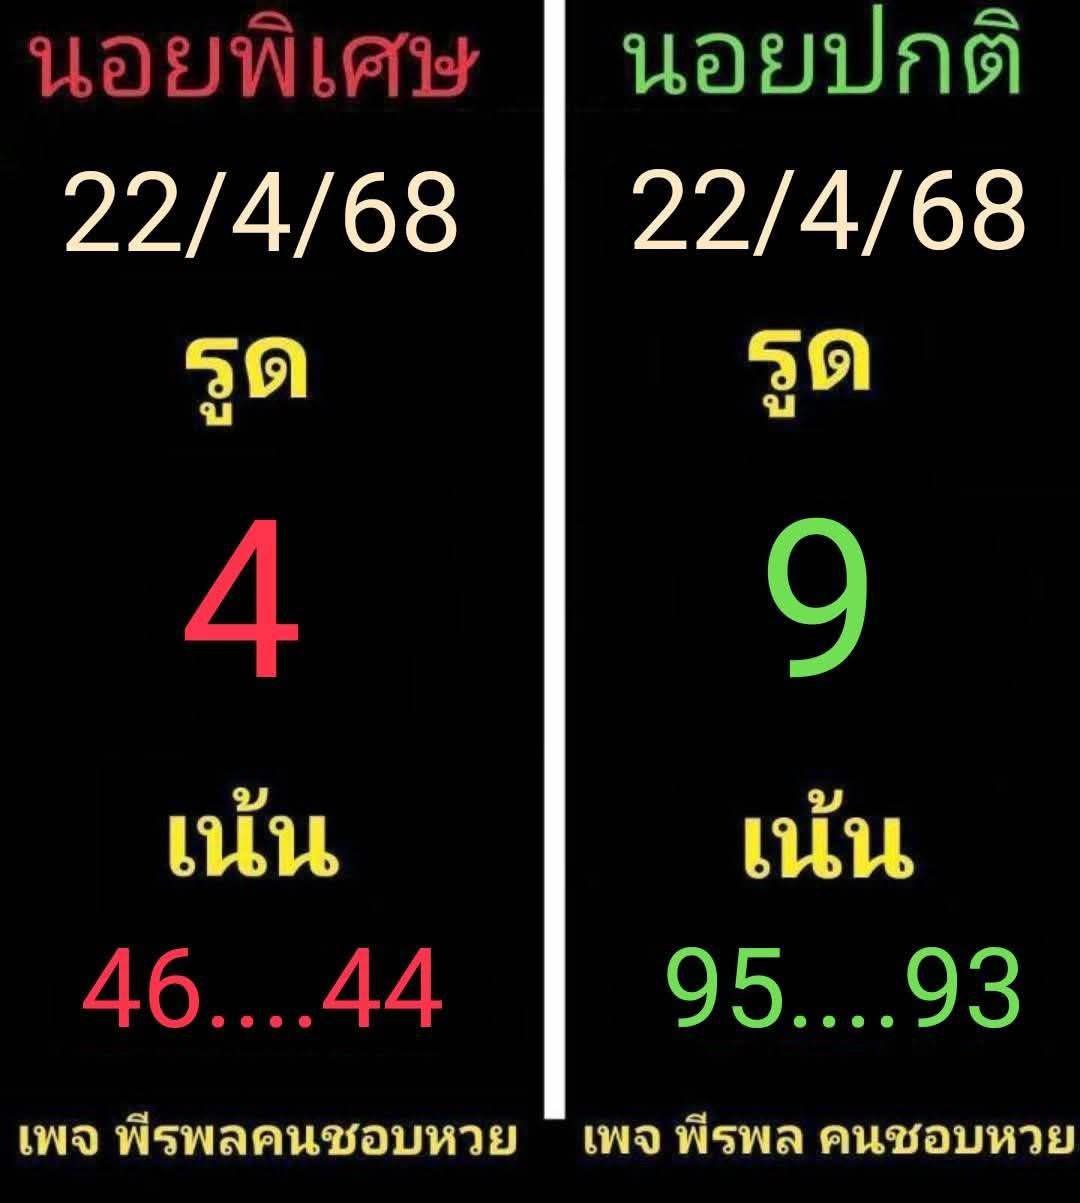 นอยพิเศษ
22/4/68
รูด
4
เน้น
46....44
เพจ พีรพลคนชอบหวย
นอยปกติ
22/4/68
รูด
9
เน้น
95....93
เพจ พีรพล คนชอบหวย